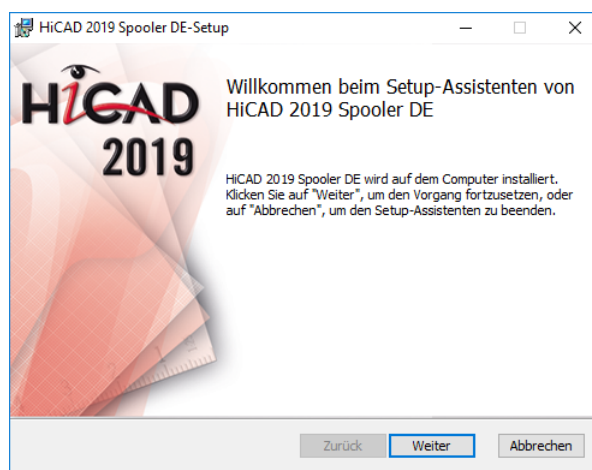 HiCAD 2019 Spooler DE-Setup
HiCAD
2019
Willkommen beim Setup-Assistenten von
HiCAD 2019 Spooler DE
HiCAD 2019 Spooler DE wird auf dem Computer installiert.
Klicken Sie auf "Weiter", um den Vorgang fortzusetzen, oder
auf "Abbrechen", um den Setup-Assistenten zu beenden.
Zurück Weiter Abbrechen